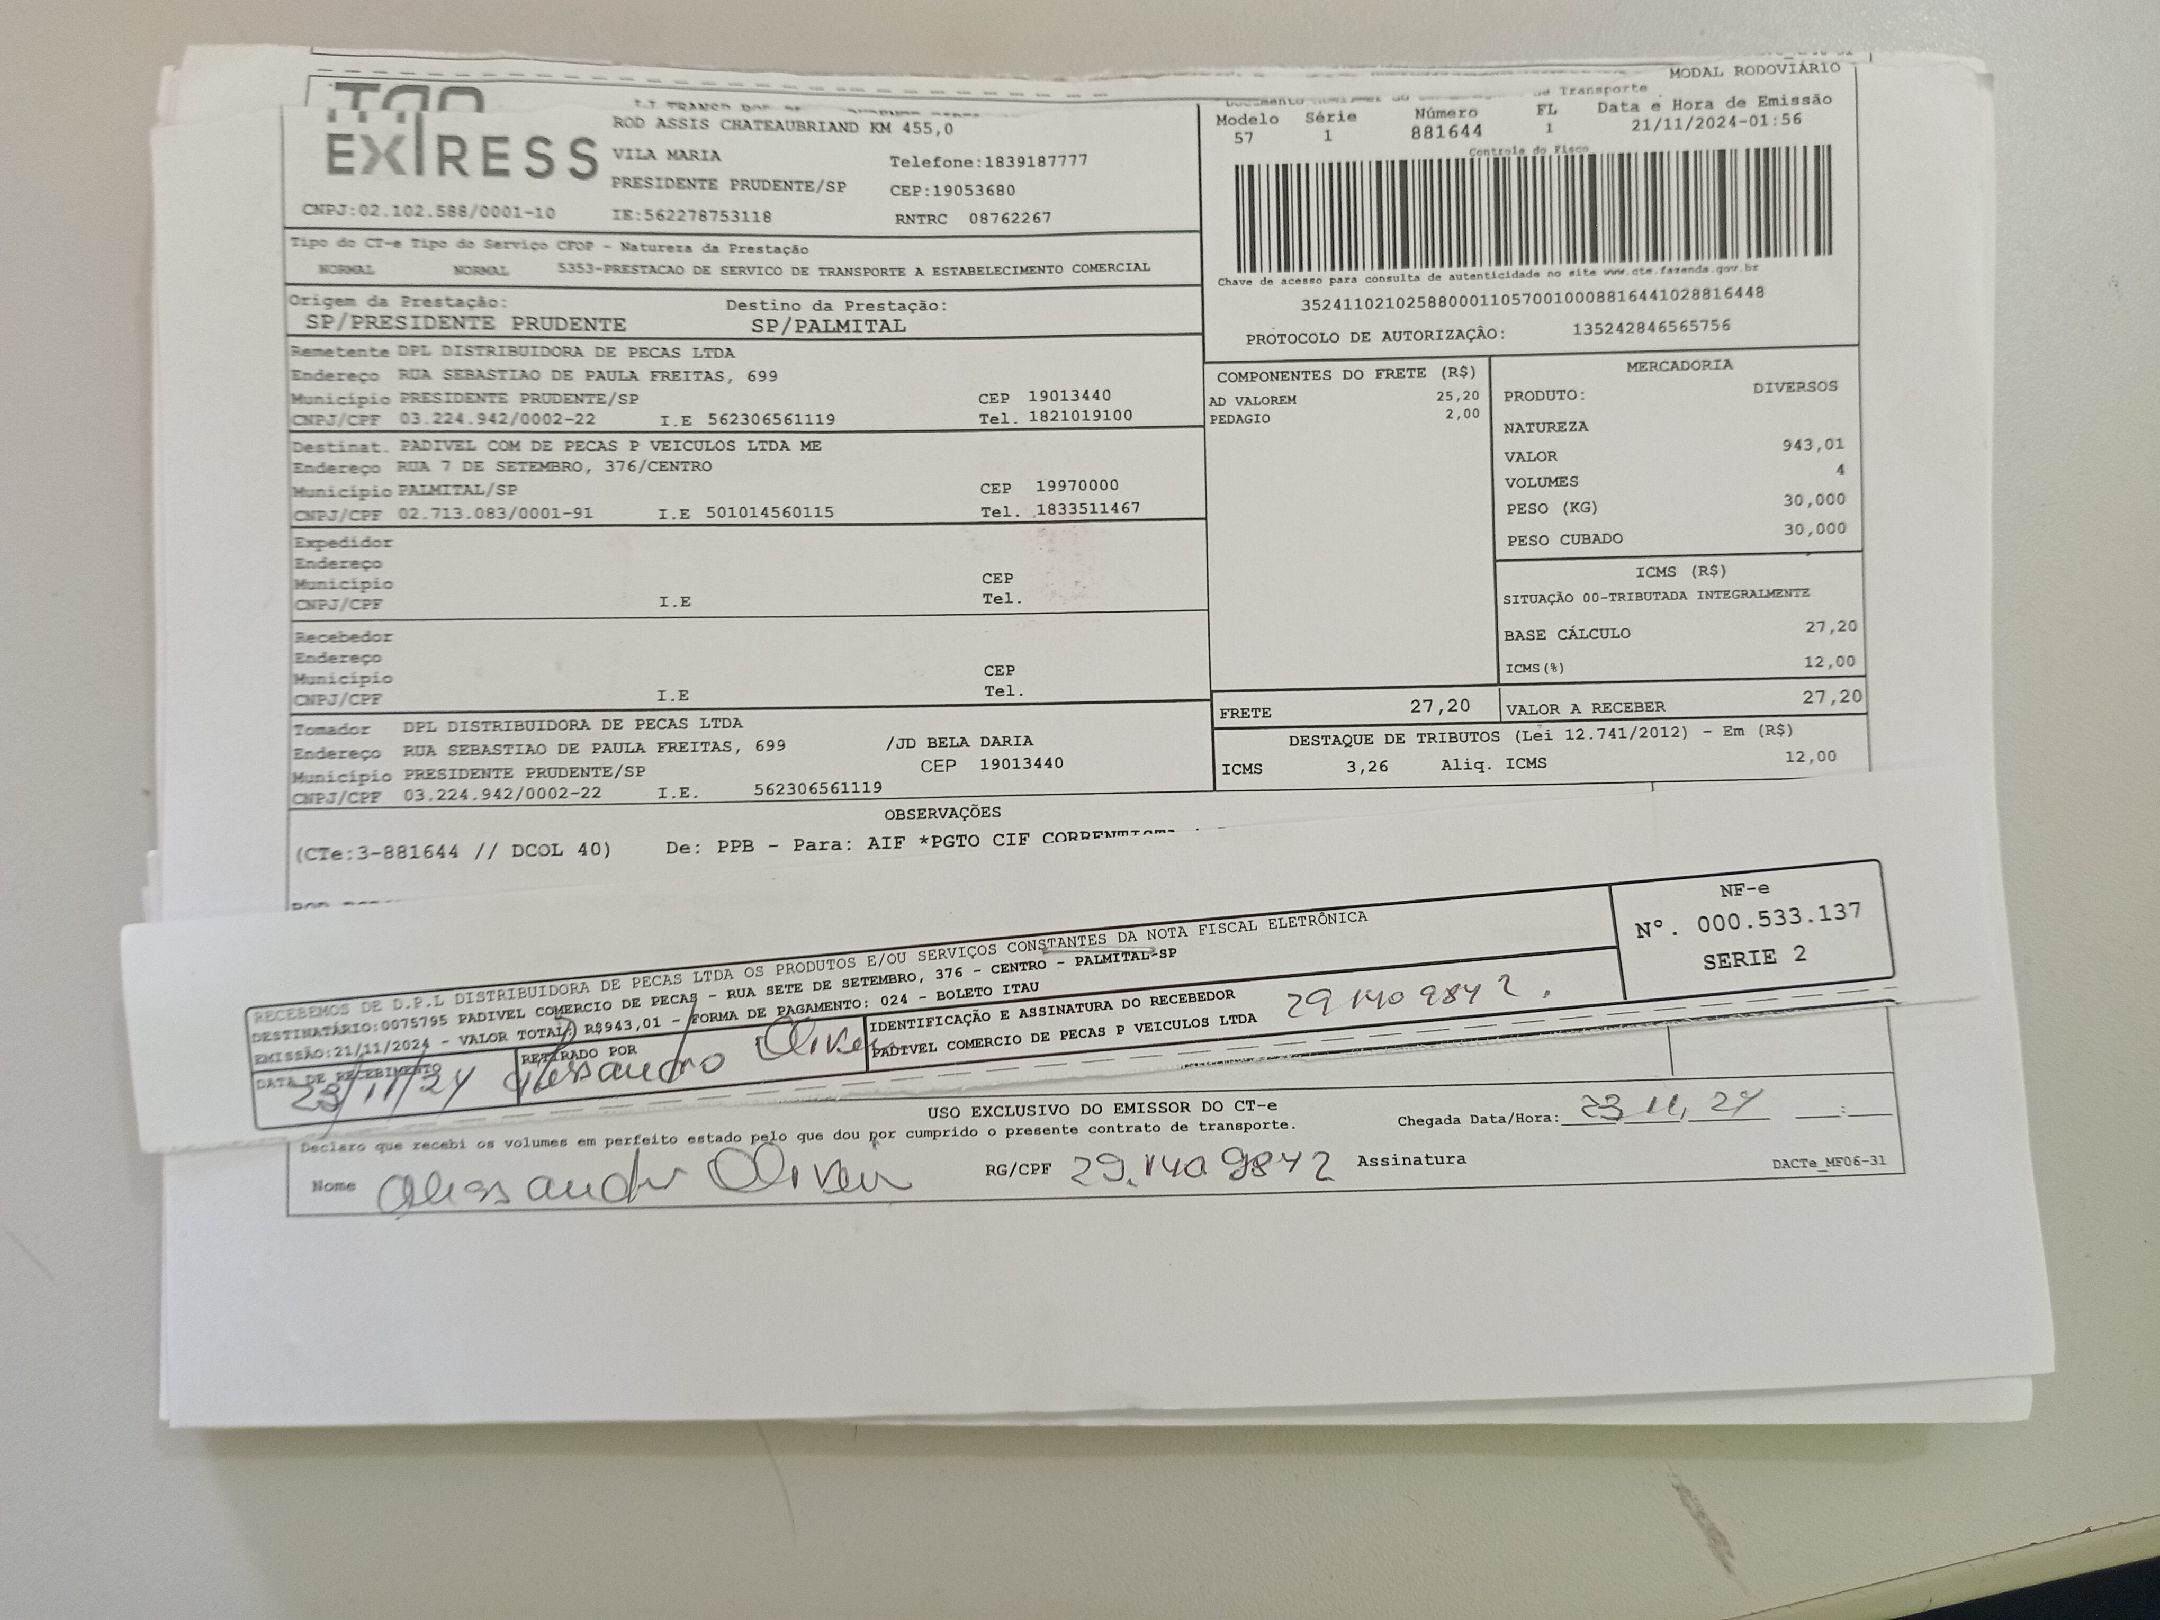 MODAL RODOVIÁRIO
EXPRESS
ROD ASSIS CHATEAUBRIAND KM 455,0
VILA MARIA Telefone:1839187777
PRESIDENTE PRUDENTE/SP CEP:19053680
CNPJ:02.102.588/0001-10 IE:562278753118 RNTRC 08762267
de Transporte
Modelo Série Número FL Data e Hora de Emissão
57 1 881644 1 21/11/2024-01:56
Controle do Fisco
Chave de acesso para consulta de autenticidade no site www.cte.fazenda.gov.br
35241102102588000110570010008816441028816448
PROTOCOLO DE AUTORIZAÇÃO: 135242846565756
Tipo do CT-e Tipo do Serviço CFOP - Natureza da Prestação
NORMAL NORMAL 5353-PRESTACAO DE SERVICO DE TRANSPORTE A ESTABELECIMENTO COMERCIAL
Origem da Prestação: Destino da Prestação:
SP/PRESIDENTE PRUDENTE SP/PALMITAL
Remetente DPL DISTRIBUIDORA DE PECAS LTDA
Endereço RUA SEBASTIAO DE PAULA FREITAS, 699
Município PRESIDENTE PRUDENTE/SP CEP 19013440
CNPJ/CPF 03.224.942/0002-22 I.E 562306561119 Tel. 1821019100
Destinat. PADIVEL COM DE PECAS P VEICULOS LTDA ME
Endereço RUA 7 DE SETEMBRO, 376/CENTRO
Município PALMITAL/SP CEP 19970000
CNPJ/CPF 02.713.083/0001-91 I.E 501014560115 Tel. 1833511467
Expedidor
Endereço
Município CEP
CNPJ/CPF I.E Tel.
Recebedor
Endereço
Município CEP
CNPJ/CPF I.E Tel.
Tomador DPL DISTRIBUIDORA DE PECAS LTDA
Endereço RUA SEBASTIAO DE PAULA FREITAS, 699 /JD BELA DARIA
Município PRESIDENTE PRUDENTE/SP CEP 19013440
CNPJ/CPF 03.224.942/0002-22 I.E. 562306561119
COMPONENTES DO FRETE (R$)
AD VALOREM 25,20
PEDAGIO 2,00
MERCADORIA
PRODUTO: DIVERSOS
NATUREZA
VALOR 943,01
VOLUMES 4
PESO (KG) 30,000
PESO CUBADO 30,000
ICMS (R$)
SITUAÇÃO 00-TRIBUTADA INTEGRALMENTE
BASE CÁLCULO 27,20
ICMS(%) 12,00
FRETE 27,20 VALOR A RECEBER 27,20
DESTAQUE DE TRIBUTOS (Lei 12.741/2012) - Em (R$)
ICMS 3,26 Aliq. ICMS 12,00
OBSERVAÇÕES
(CTe:3-881644 // DCOL 40) De: PPB - Para: AIF *PGTO CIF
RECEBEMOS DE D.P.L DISTRIBUIDORA DE PECAS LTDA OS PRODUTOS E/OU SERVIÇOS CONSTANTES DA NOTA FISCAL ELETRÔNICA
DESTINATÁRIO:0075795 PADIVEL COMERCIO DE PECAS - RUA SETE DE SETEMBRO, 376 - CENTRO - PALMITAL-SP
EMISSÃO:21/11/2024 - VALOR TOTAL: R$943,01 - FORMA DE PAGAMENTO: 024 - BOLETO ITAU
DATA DE RECEBIMENTO RETIRADO POR IDENTIFICAÇÃO E ASSINATURA DO RECEBEDOR
23/11/24 Alessandro Oliveira PADIVEL COMERCIO DE PECAS P VEICULOS LTDA 291409842
NF-e
Nº. 000.533.137
SERIE 2
USO EXCLUSIVO DO EMISSOR DO CT-e
Declaro que recebi os volumes em perfeito estado pelo que dou por cumprido o presente contrato de transporte.
Chegada Data/Hora: 23 11, 24 :
Nome Alessandro Oliveira RG/CPF 29.1409842 Assinatura
DACTe_MF06-31